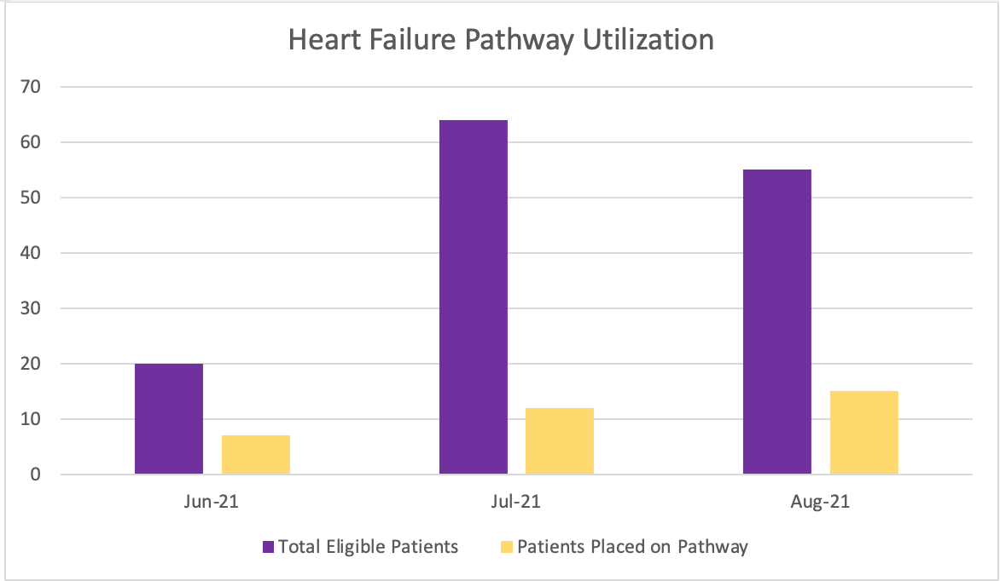 Heart Failure Pathway Utilization
70
60
50
40
30
20
10
0
Jun-21 Jul-21 Aug-21
Total Eligible Patients Patients Placed on Pathway